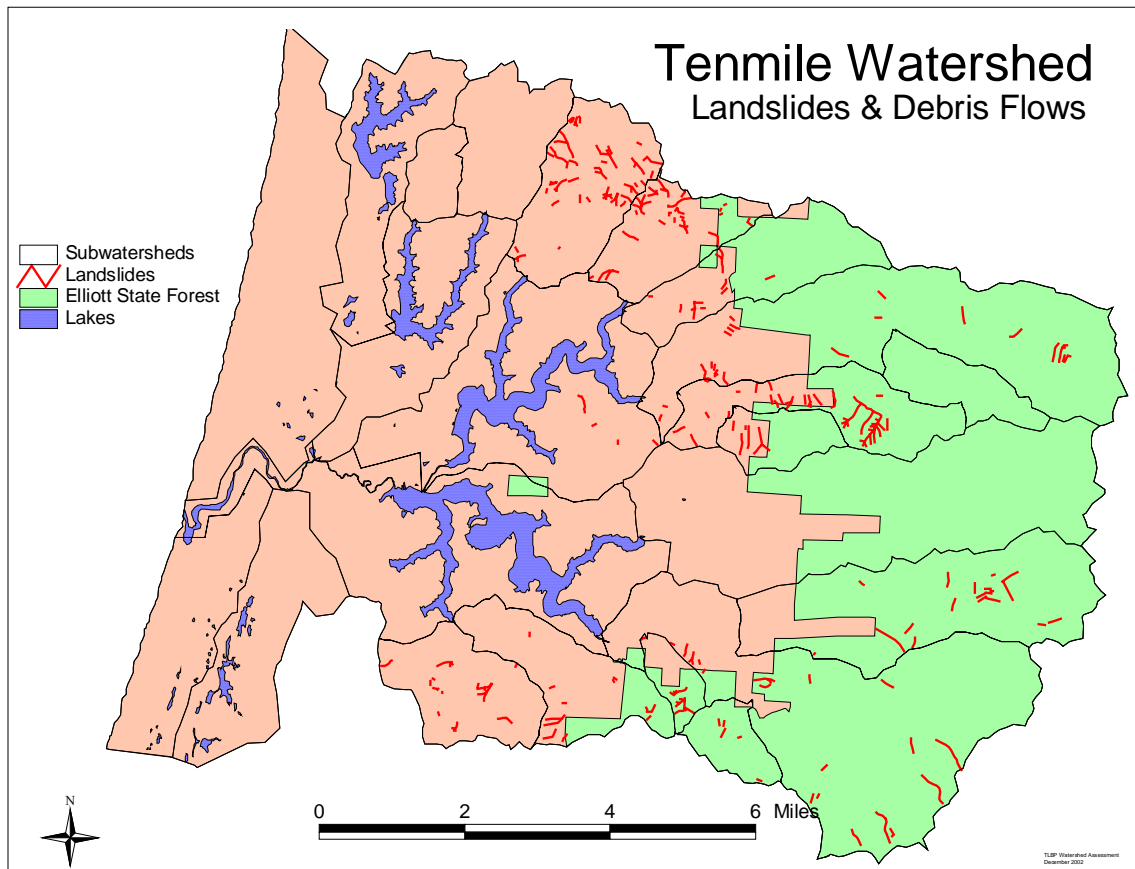 Tenmile Watershed
Landslides & Debris Flows
Subwatersheds
Landslides
Elliott State Forest
Lakes
N
0 2 4 6 Miles
TLBP Watershed Assessment
December 2002